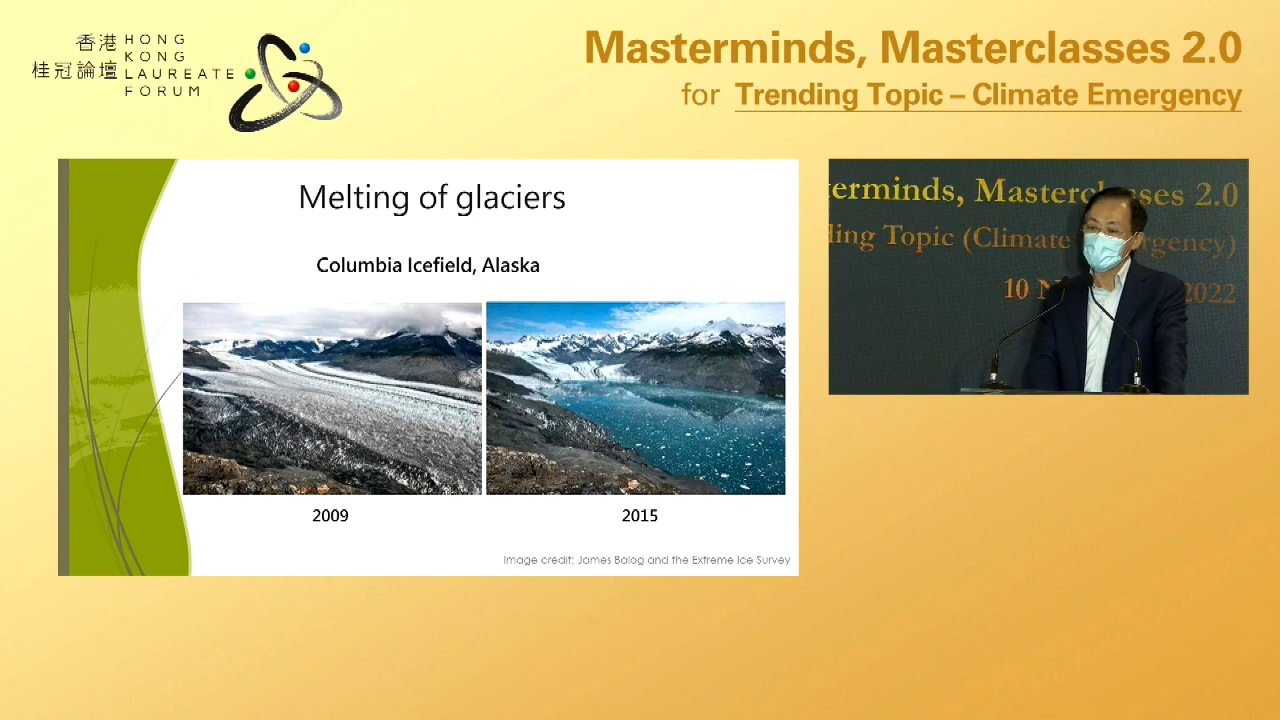 香港
桂冠論壇
HONG
KONG
LAUREATE
FORUM
Masterminds, Masterclasses 2.0
for Trending Topic – Climate Emergency
Melting of glaciers
Columbia Icefield, Alaska
2009
2015
Image credit: James Balog and the Extreme Ice Survey
terminds, Masterclasses 2.0
ding Topic (Climate rgency)
10 N 2022